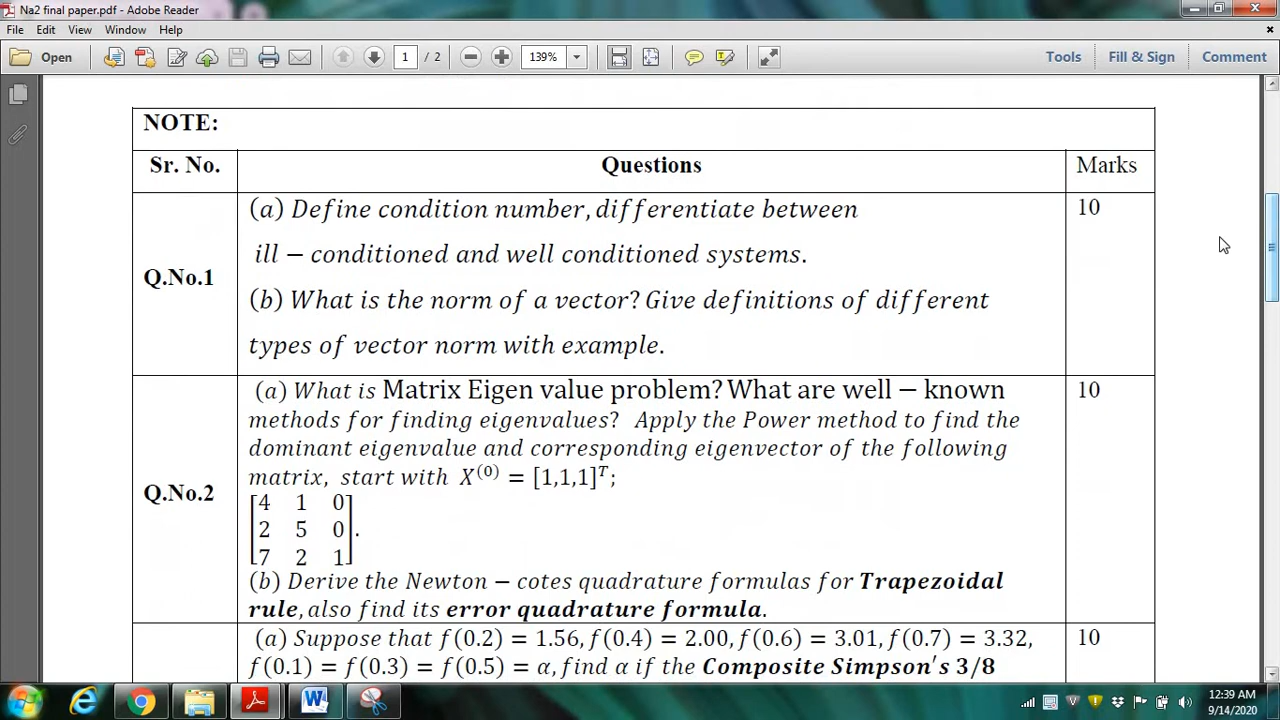 Na2 final paper.pdf - Adobe Reader
File Edit View Window Help
Open 1 / 2 139% Tools Fill & Sign Comment
NOTE:
Sr. No. Questions Marks
Q.No.1
(a) Define condition number, differentiate between 10
ill − conditioned and well conditioned systems.
(b) What is the norm of a vector? Give definitions of different
types of vector norm with example.
Q.No.2
(a) What is Matrix Eigen value problem? What are well − known 10
methods for finding eigenvalues? Apply the Power method to find the
dominant eigenvalue and corresponding eigenvector of the following
matrix, start with X⁽⁰⁾ = [1,1,1]ᵀ;
4 1 0
2 5 0
7 2 1 .
(b) Derive the Newton − cotes quadrature formulas for Trapezoidal
rule, also find its error quadrature formula.
(a) Suppose that f(0.2) = 1.56, f(0.4) = 2.00, f(0.6) = 3.01, f(0.7) = 3.32, 10
f(0.1) = f(0.3) = f(0.5) = α, find α if the Composite Simpson's 3/8
12:39 AM
9/14/2020